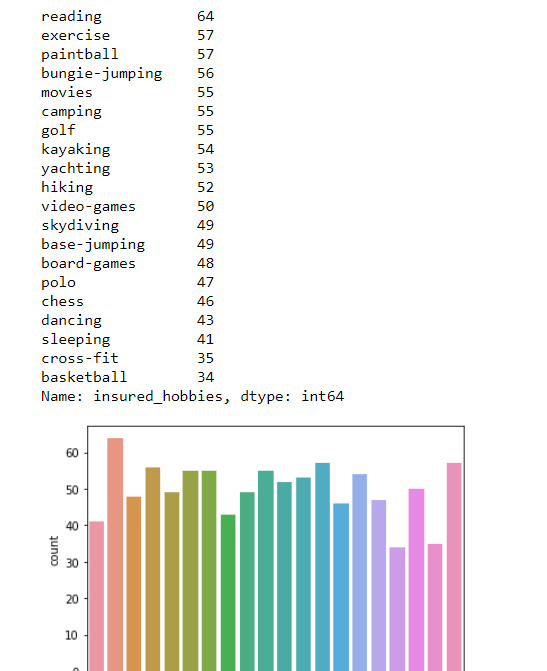 reading 64
exercise 57
paintball 57
bungie-jumping 56
movies 55
camping 55
golf 55
kayaking 54
yachting 53
hiking 52
video-games 50
skydiving 49
base-jumping 49
board-games 48
polo 47
chess 46
dancing 43
sleeping 41
cross-fit 35
basketball 34
Name: insured_hobbies, dtype: int64
60
50
40
30
20
10
0
count